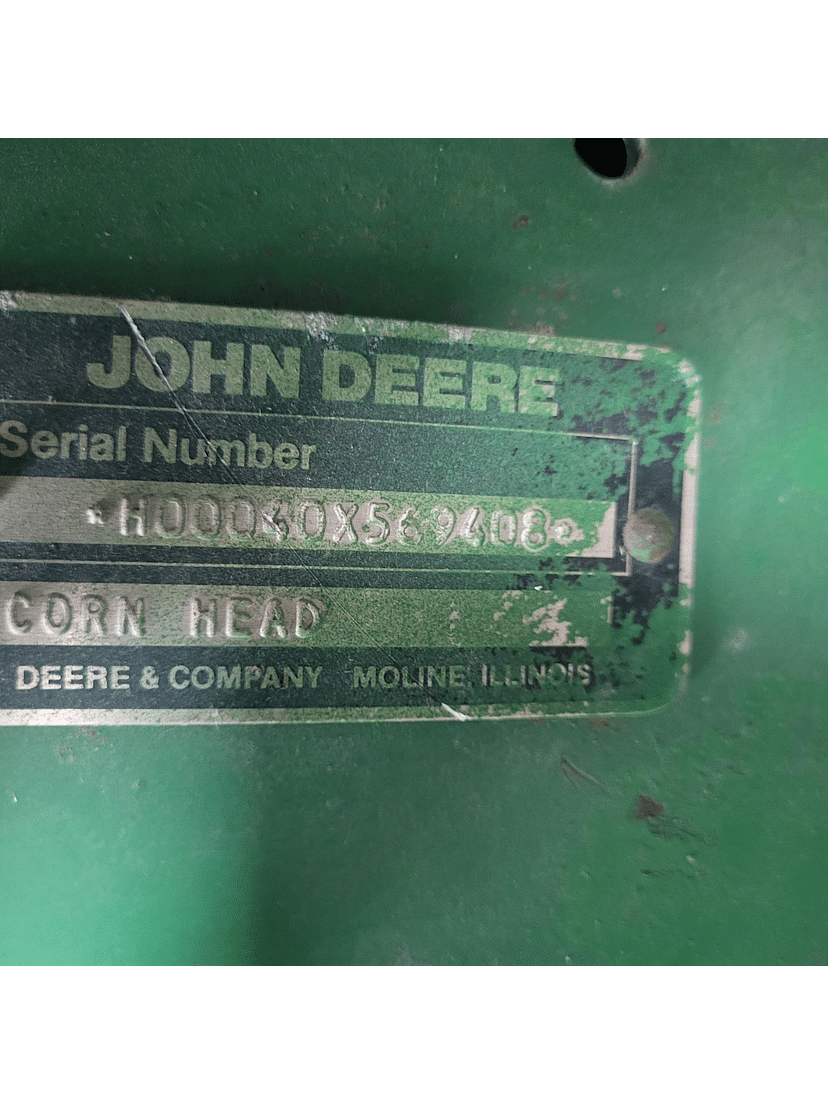 JOHN DEERE
Serial Number
*H00040X569408*
CORN HEAD
DEERE & COMPANY MOLINE ILLINOIS